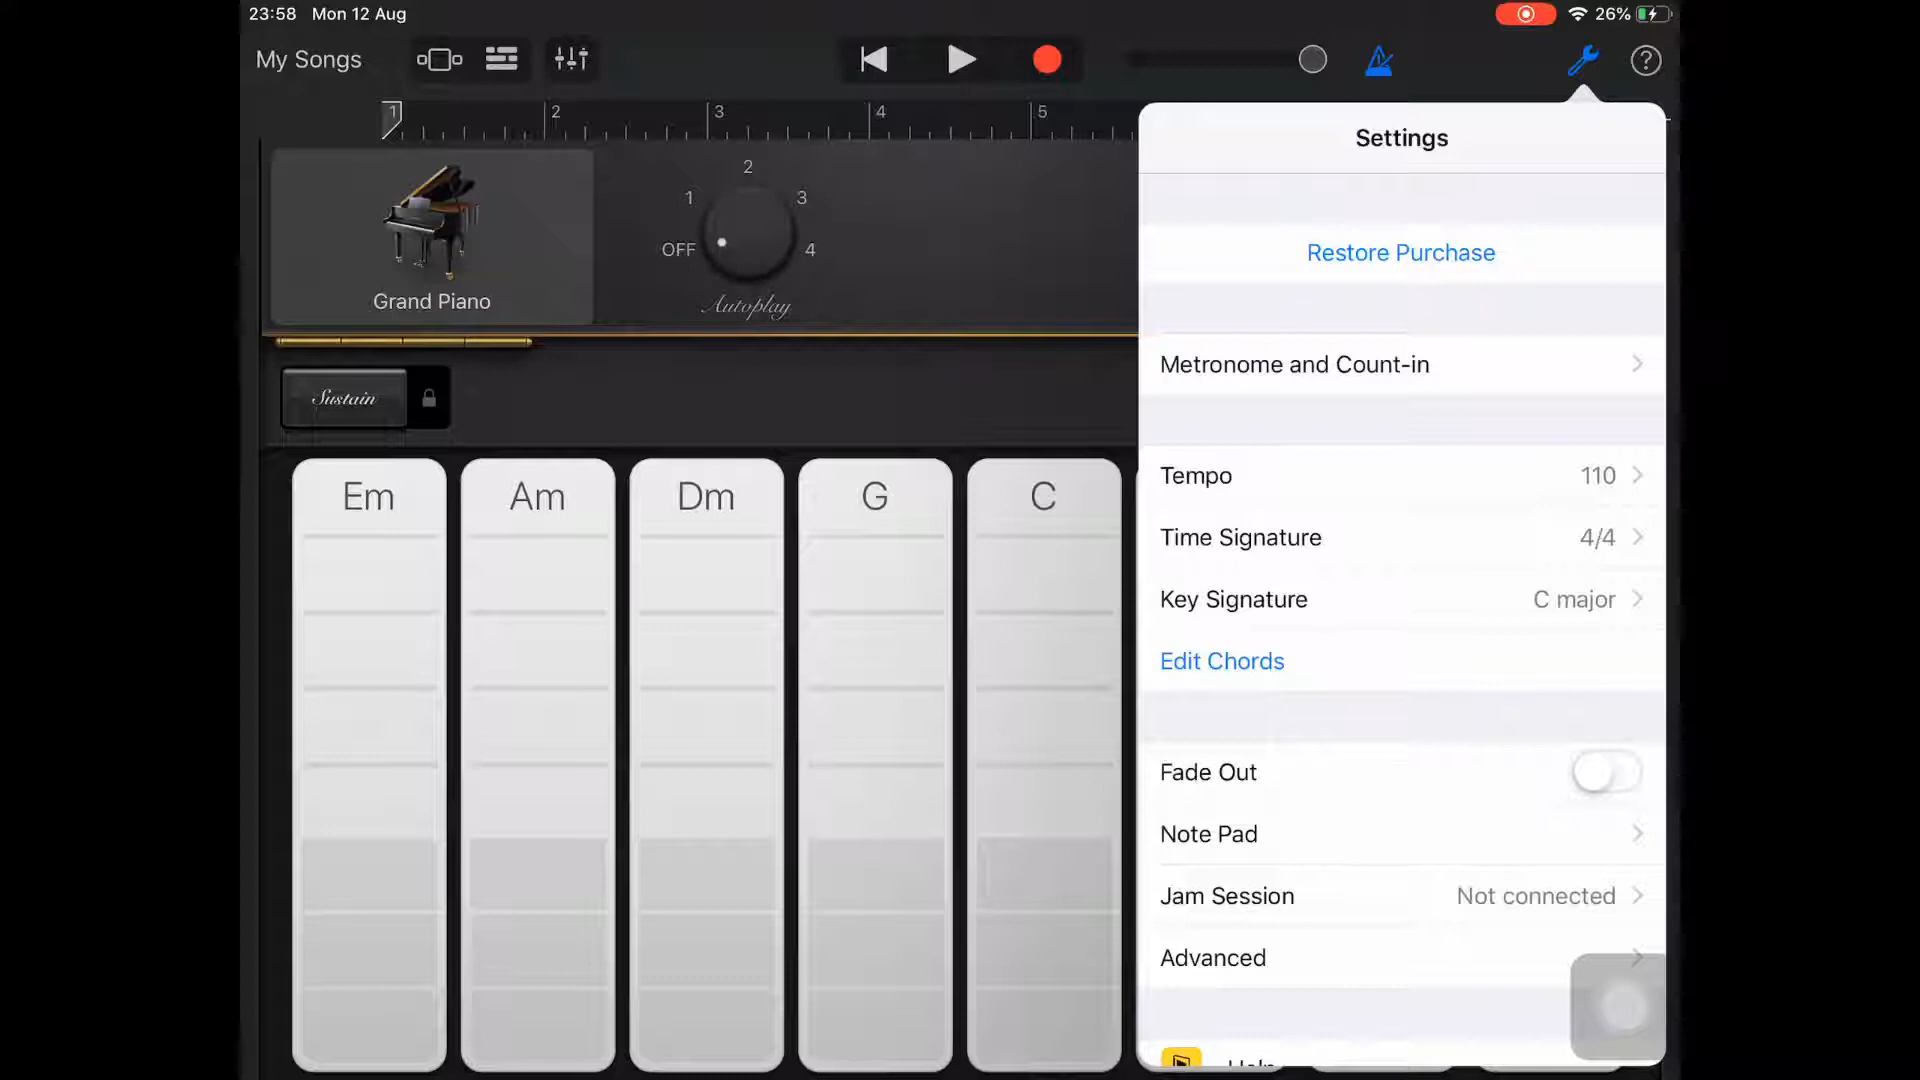 23:58 Mon 12 Aug
26%
My Songs
1 2 3 4 5
Settings
Restore Purchase
Metronome and Count-in
Tempo 110
Time Signature 4/4
Key Signature C major
Edit Chords
Fade Out
Note Pad
Jam Session Not connected
Advanced
Help
Grand Piano
OFF 1 2 3 4
Autoplay
Sustain
Em Am Dm G C